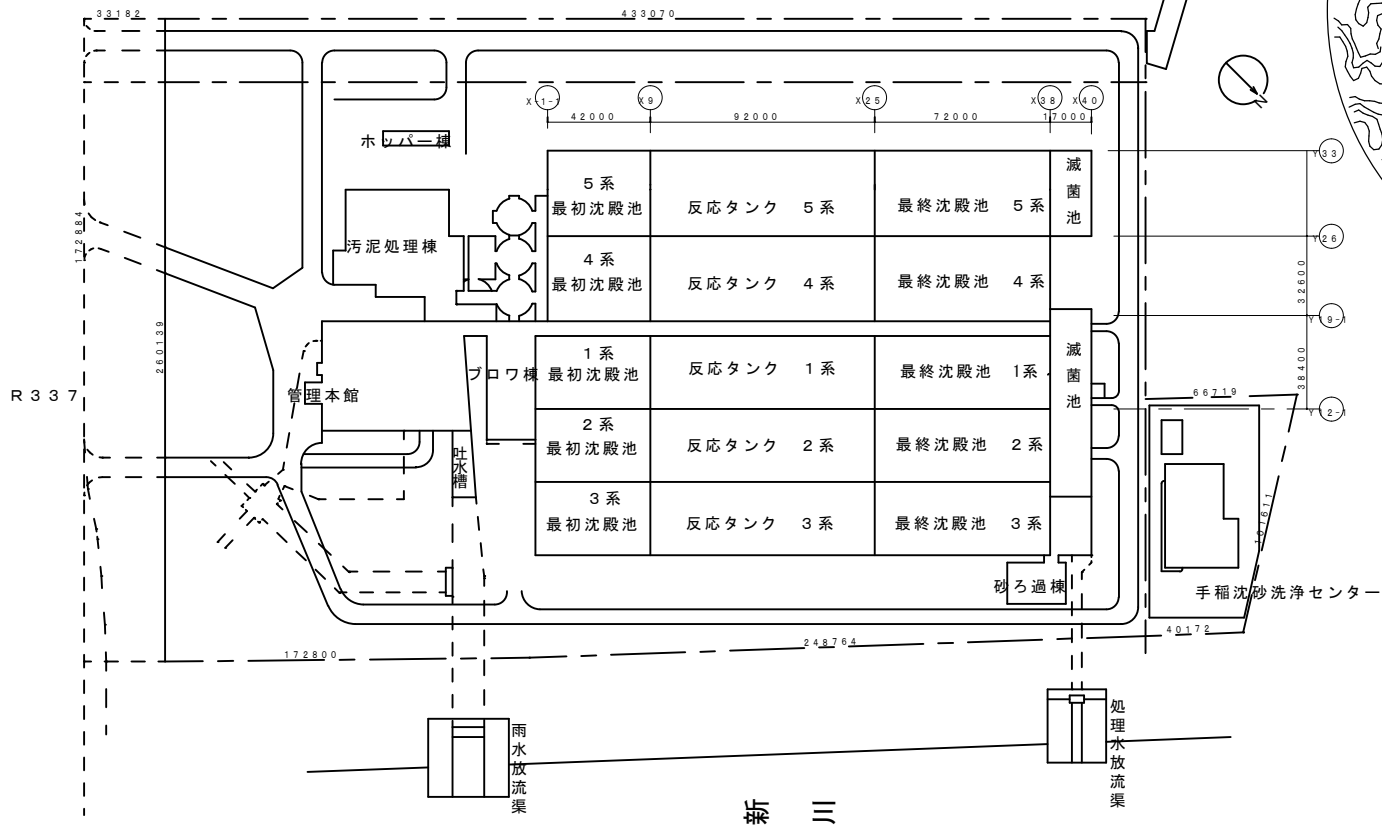 33182
433070
X-1-1
X9
X25
X38
X40
42000
92000
72000
17000
N
ホッパー棟
Y33
Y26
Y19-1
Y12-1
32600
38400
5系
最初沈殿池
反応タンク 5系
最終沈殿池 5系
滅菌池
汚泥処理棟
4系
最初沈殿池
反応タンク 4系
最終沈殿池 4系
172884
260139
R337
管理本館
ブロワ棟
1系
最初沈殿池
反応タンク 1系
最終沈殿池 1系
滅菌池
2系
最初沈殿池
反応タンク 2系
最終沈殿池 2系
吐水槽
3系
最初沈殿池
反応タンク 3系
最終沈殿池 3系
66719
101611
砂ろ過棟
手稲沈砂洗浄センター
40172
172800
248764
雨水放流渠
処理水放流渠
新川